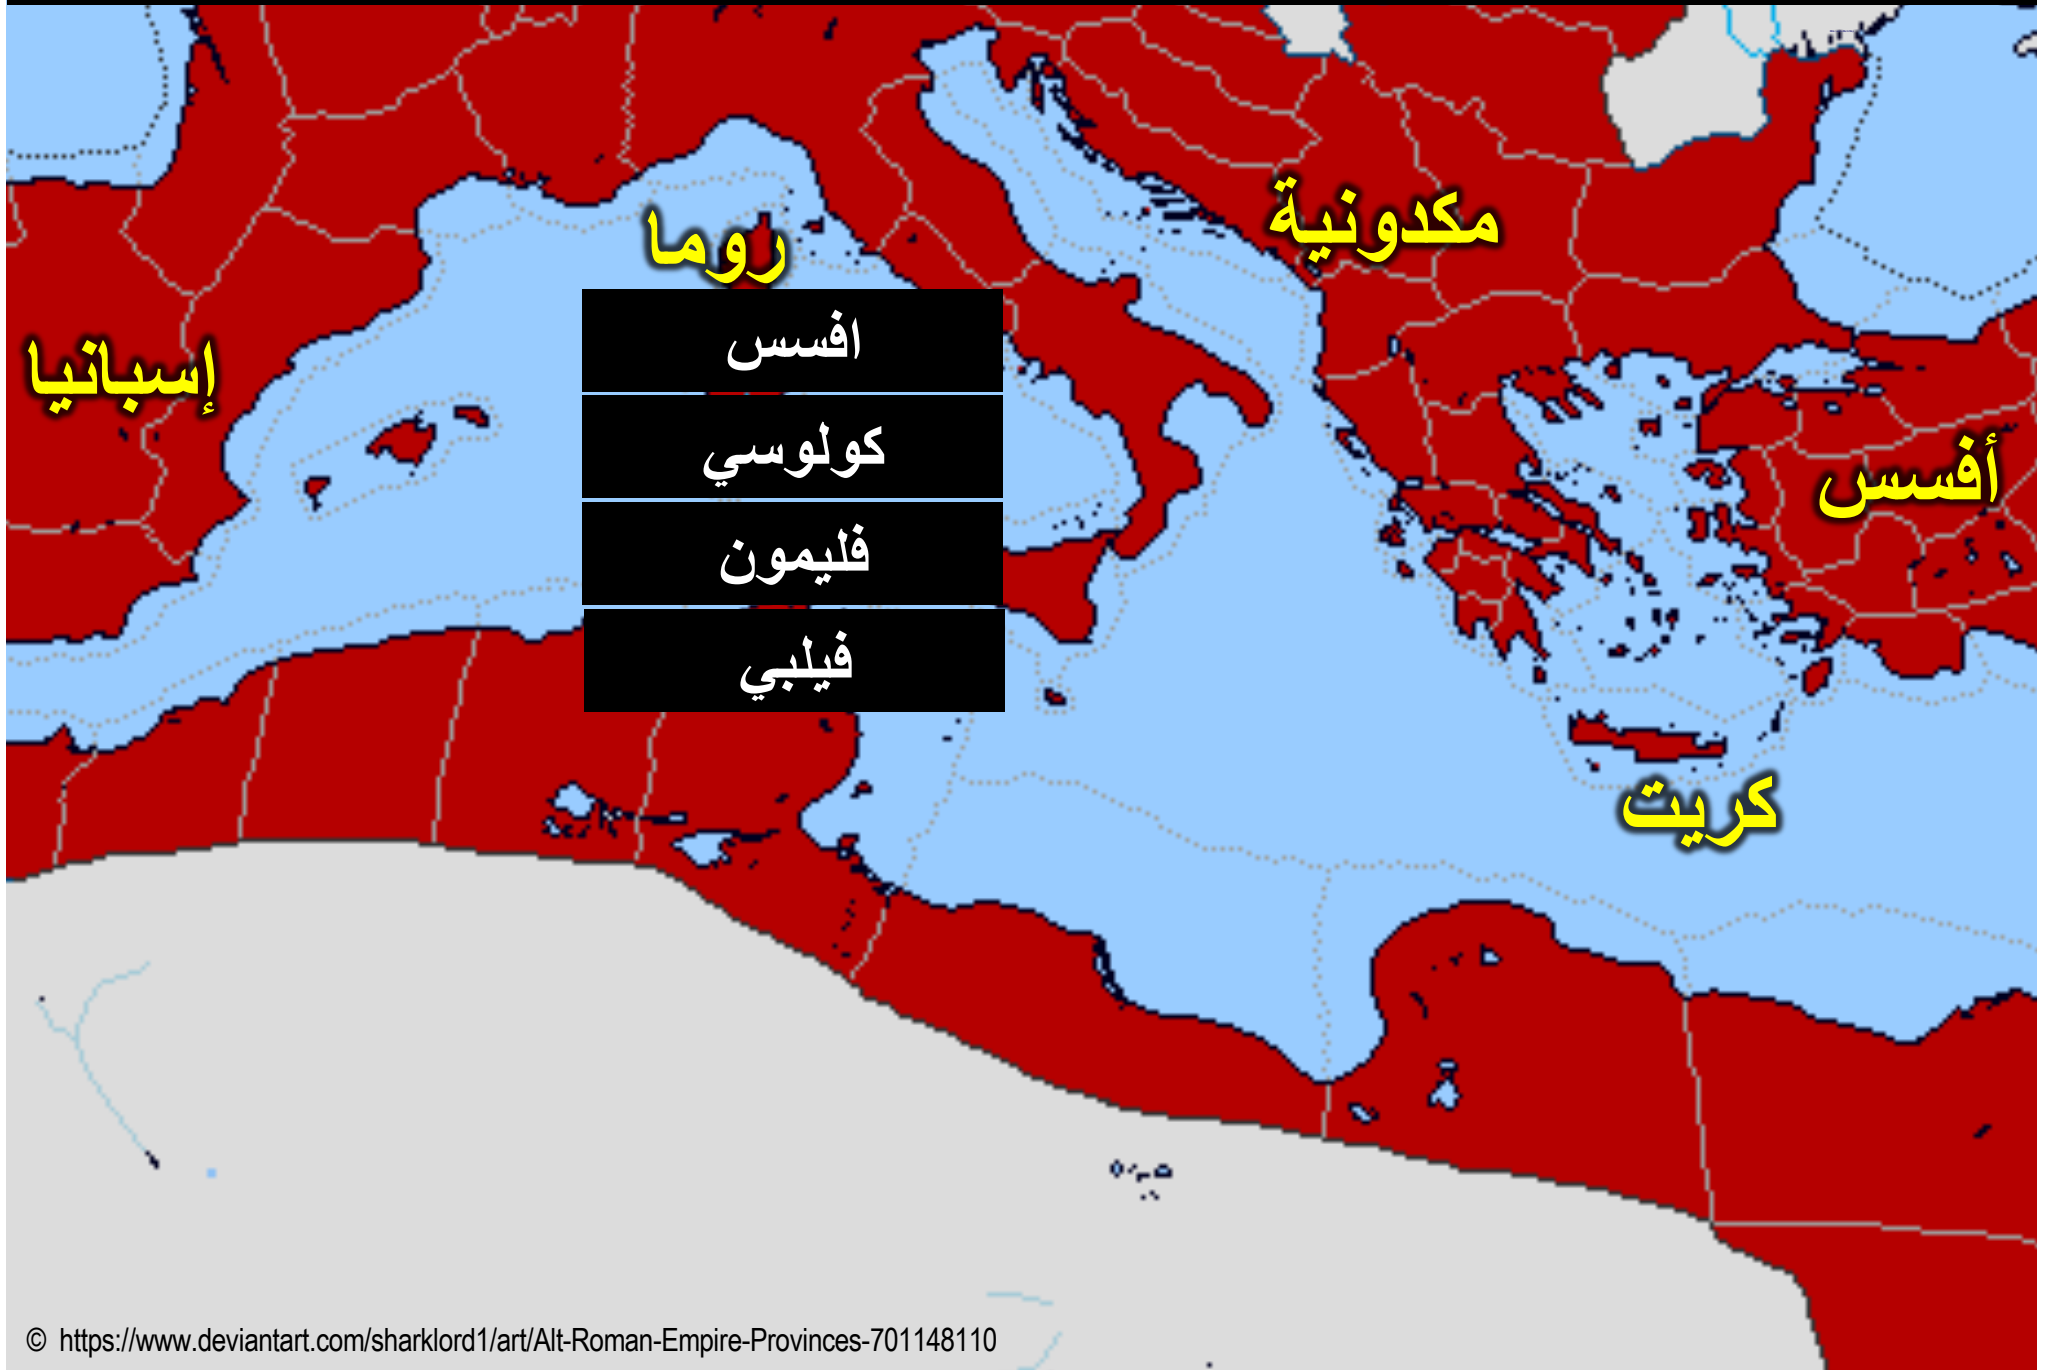 مكدونية
روما
إسبانيا
افسس
كولوسي
فليمون
فيلبي
أفسس
كريت
© https://www.deviantart.com/sharklord1/art/Alt-Roman-Empire-Provinces-701148110